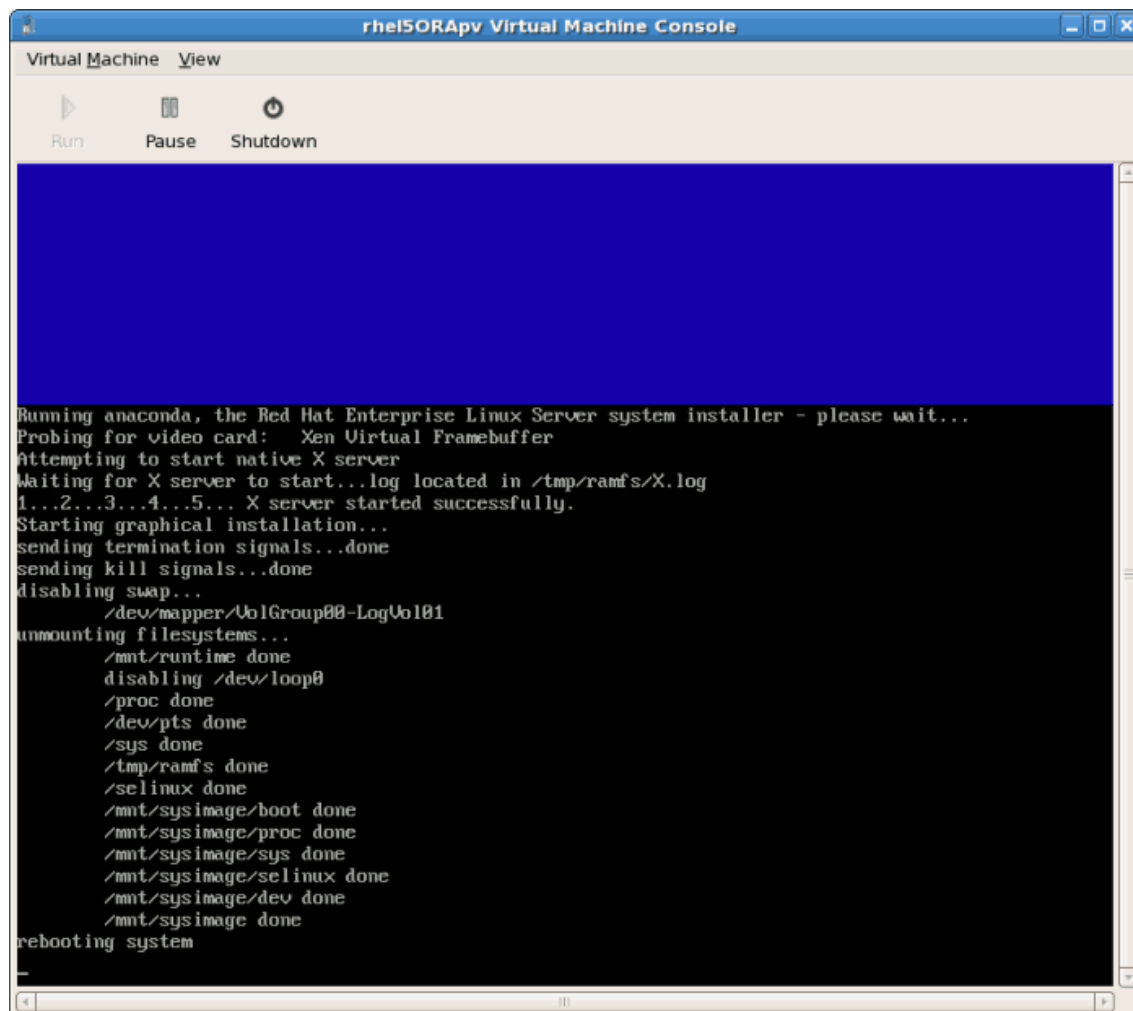 rhel5ORApv Virtual Machine Console
Virtual Machine View
Run Pause Shutdown
Running anaconda, the Red Hat Enterprise Linux Server system installer - please wait...
Probing for video card:   Xen Virtual Framebuffer
Attempting to start native X server
Waiting for X server to start...log located in /tmp/ramfs/X.log
1...2...3...4...5... X server started successfully.
Starting graphical installation...
sending termination signals...done
sending kill signals...done
disabling swap...
/dev/mapper/VolGroup00-LogVol01
unmounting filesystems...
/mnt/runtime done
disabling /dev/loop0
/proc done
/dev/pts done
/sys done
/tmp/ramfs done
/selinux done
/mnt/sysimage/boot done
/mnt/sysimage/proc done
/mnt/sysimage/sys done
/mnt/sysimage/selinux done
/mnt/sysimage/dev done
/mnt/sysimage done
rebooting system